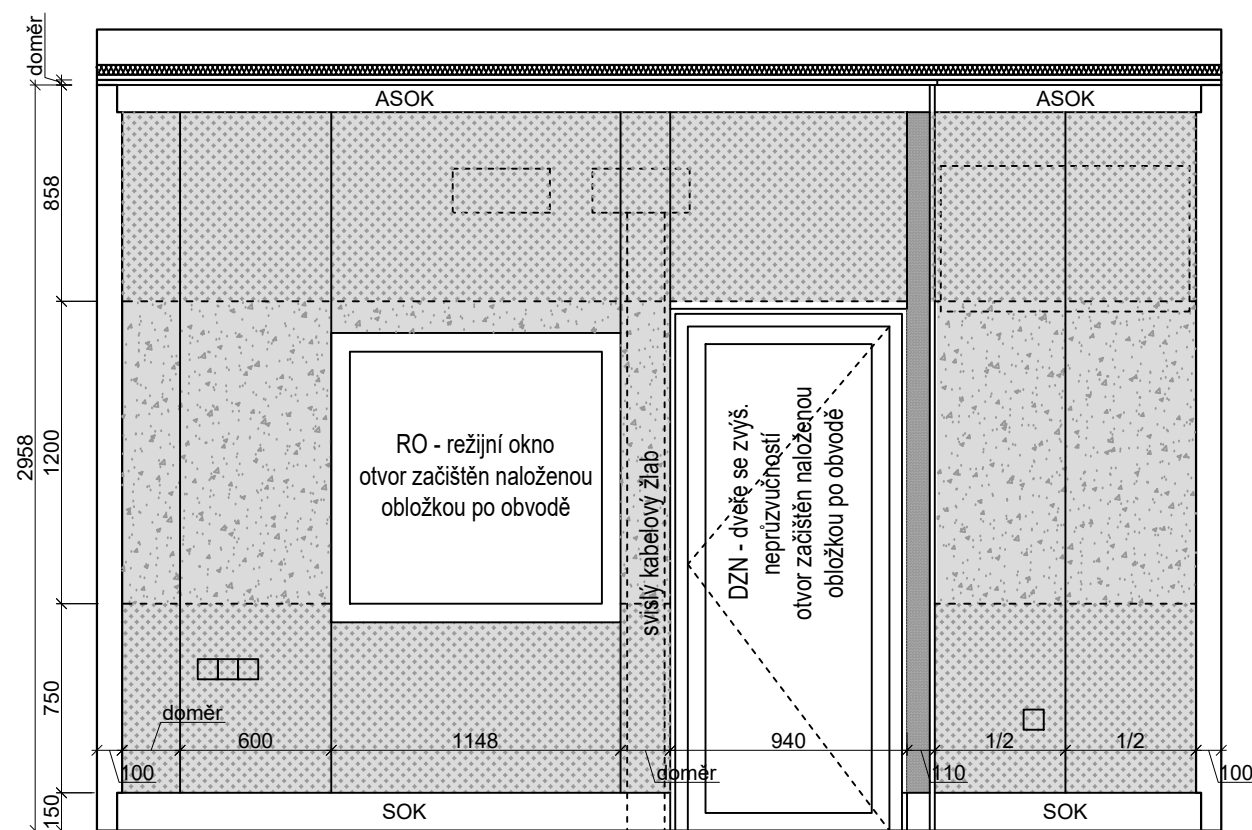 doměr
ASOK
ASOK
858
2958
1200
750
150
RO - režijní okno
otvor začištěn naloženou
obložkou po obvodě
svislý kabelový žlab
DZN - dveře se zvýš.
neprůzvučností
otvor začištěn naloženou
obložkou po obvodě
doměr
600
1148
940
1/2
1/2
100
doměr
110
100
SOK
SOK